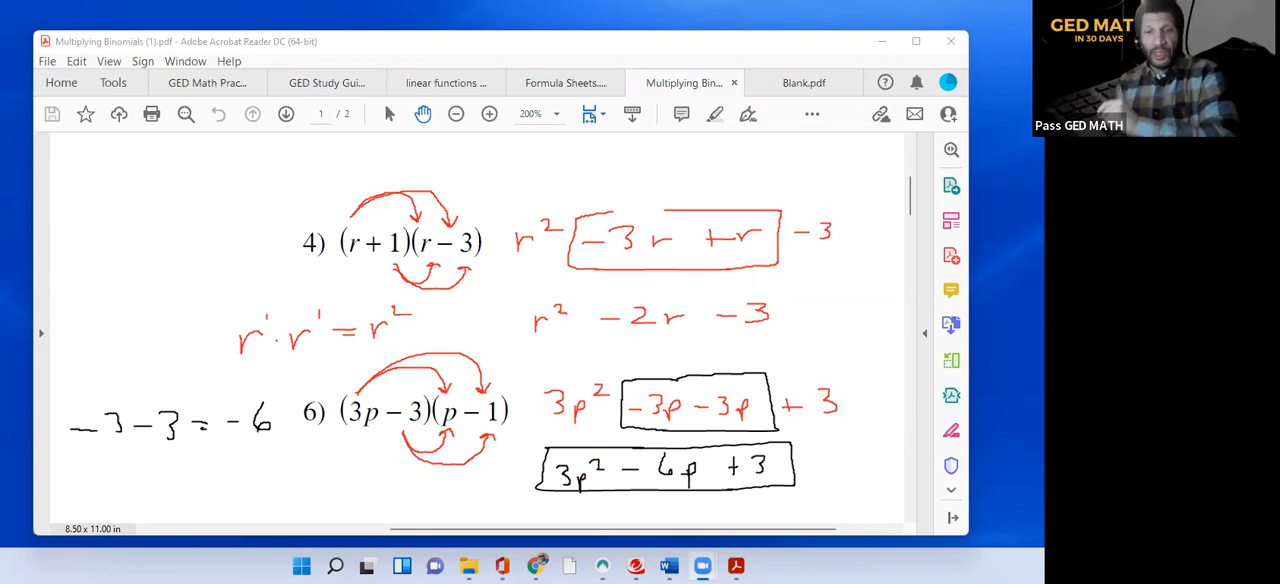 Multiplying Binomials (1).pdf - Adobe Acrobat Reader DC (64-bit)
File Edit View Sign Window Help
Home Tools GED Math Prac... GED Study Gui... linear functions ... Formula Sheets.... Multiplying Bin... × Blank.pdf
1 / 2 200%
4) (r + 1)(r − 3) r² −3r +r −3
r¹ · r¹ = r² r² −2r −3
6) (3p − 3)(p − 1) 3p² −3p −3p + 3
−3−3 = −6
3p² − 6p + 3
8.50 x 11.00 in
GED MAT
IN 30 DAYS
Pass GED MATH